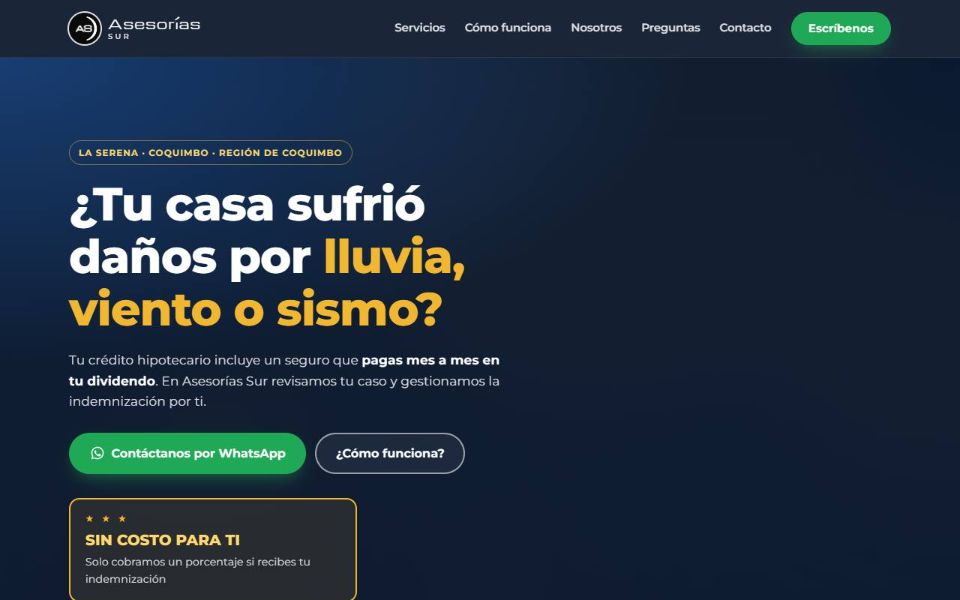 AS Asesorías
SUR
Servicios Cómo funciona Nosotros Preguntas Contacto Escríbenos
LA SERENA • COQUIMBO • REGIÓN DE COQUIMBO
¿Tu casa sufrió
daños por lluvia,
viento o sismo?
Tu crédito hipotecario incluye un seguro que pagas mes a mes en
tu dividendo. En Asesorías Sur revisamos tu caso y gestionamos la
indemnización por ti.
Contáctanos por WhatsApp
¿Cómo funciona?
★ ★ ★
SIN COSTO PARA TI
Solo cobramos un porcentaje si recibes tu
indemnización